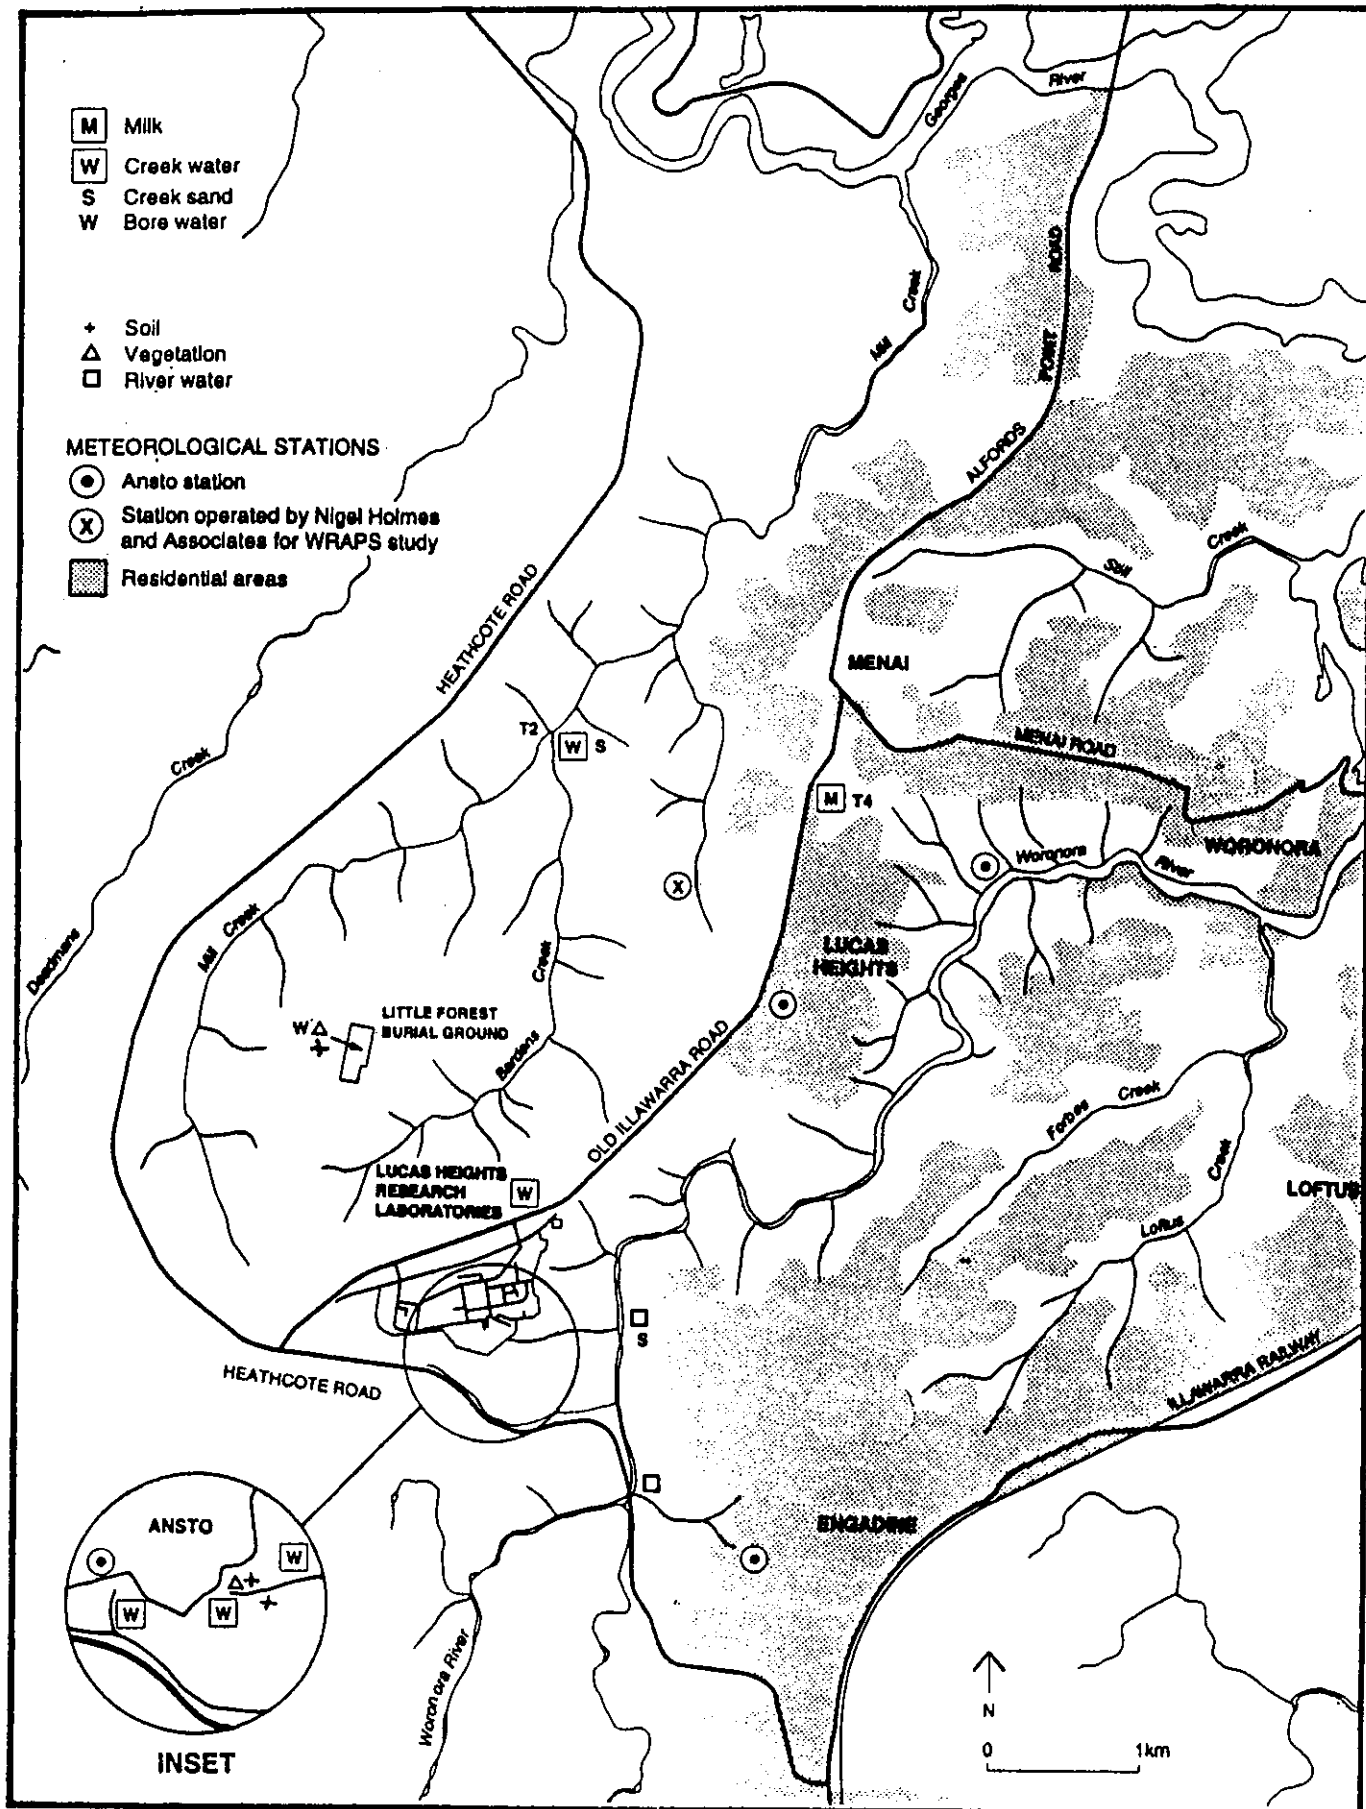 M Milk
W Creek water
S Creek sand
W Bore water
+ Soil
Vegetation
River water
METEOROLOGICAL STATIONS
Ansto station
X Station operated by Nigel Holmes
and Associates for WRAPS study
Residential areas
Georges River
Mill Creek
ALFORDS POINT ROAD
Still Creek
HEATHCOTE ROAD
MENAI
MENAI ROAD
T2
W S
M T4
Woronora River
WORONORA
X
Deadmans Creek
Mill Creek
LUCAS
HEIGHTS
Creek
Bardens
W
LITTLE FOREST
BURIAL GROUND
OLD ILLAWARRA ROAD
Forbes Creek
Loftus Creek
LOFTUS
LUCAS HEIGHTS
RESEARCH
LABORATORIES
W
S
HEATHCOTE ROAD
ILLAWARRA RAILWAY
ENGADINE
ANSTO
W
W
W
INSET
Woronora River
N
0 1km